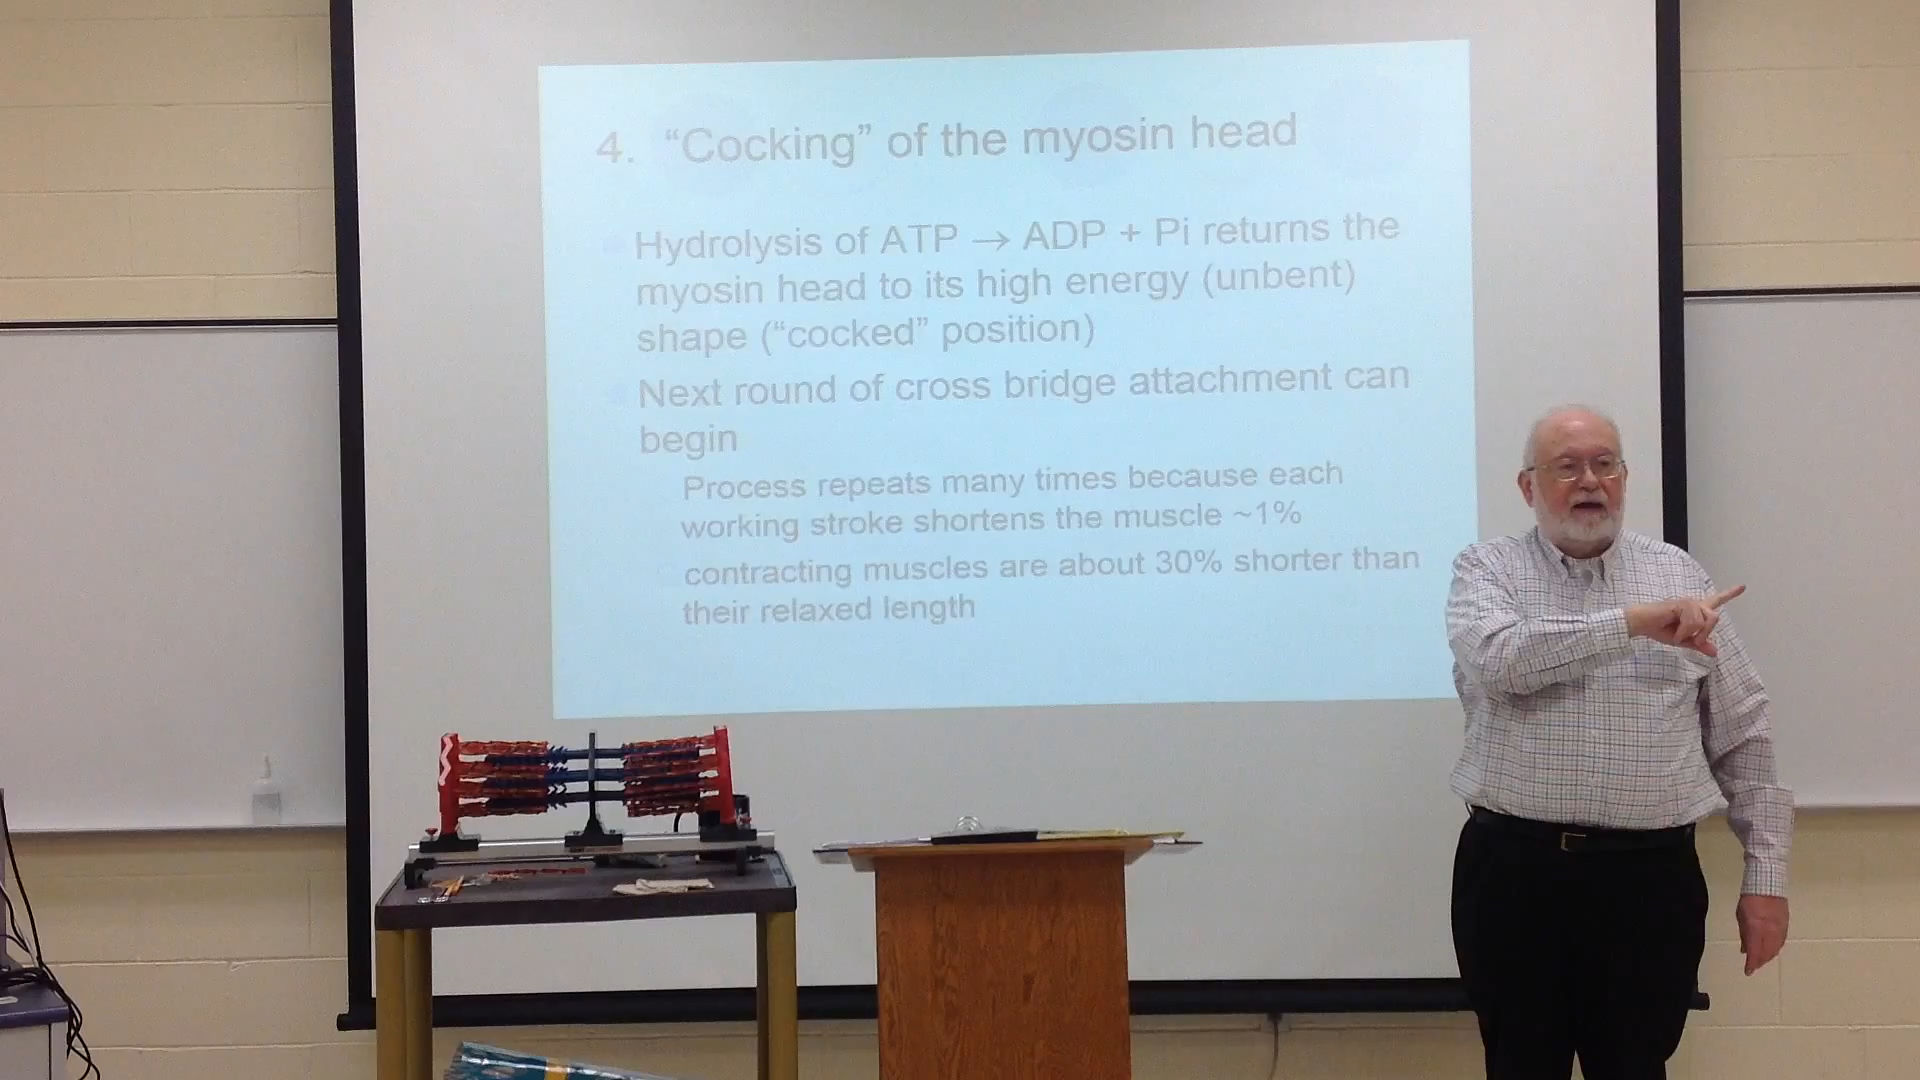 4. “Cocking” of the myosin head
Hydrolysis of ATP → ADP + Pi returns the
myosin head to its high energy (unbent)
shape (“cocked” position)
Next round of cross bridge attachment can
begin
Process repeats many times because each
working stroke shortens the muscle ~1%
contracting muscles are about 30% shorter than
their relaxed length